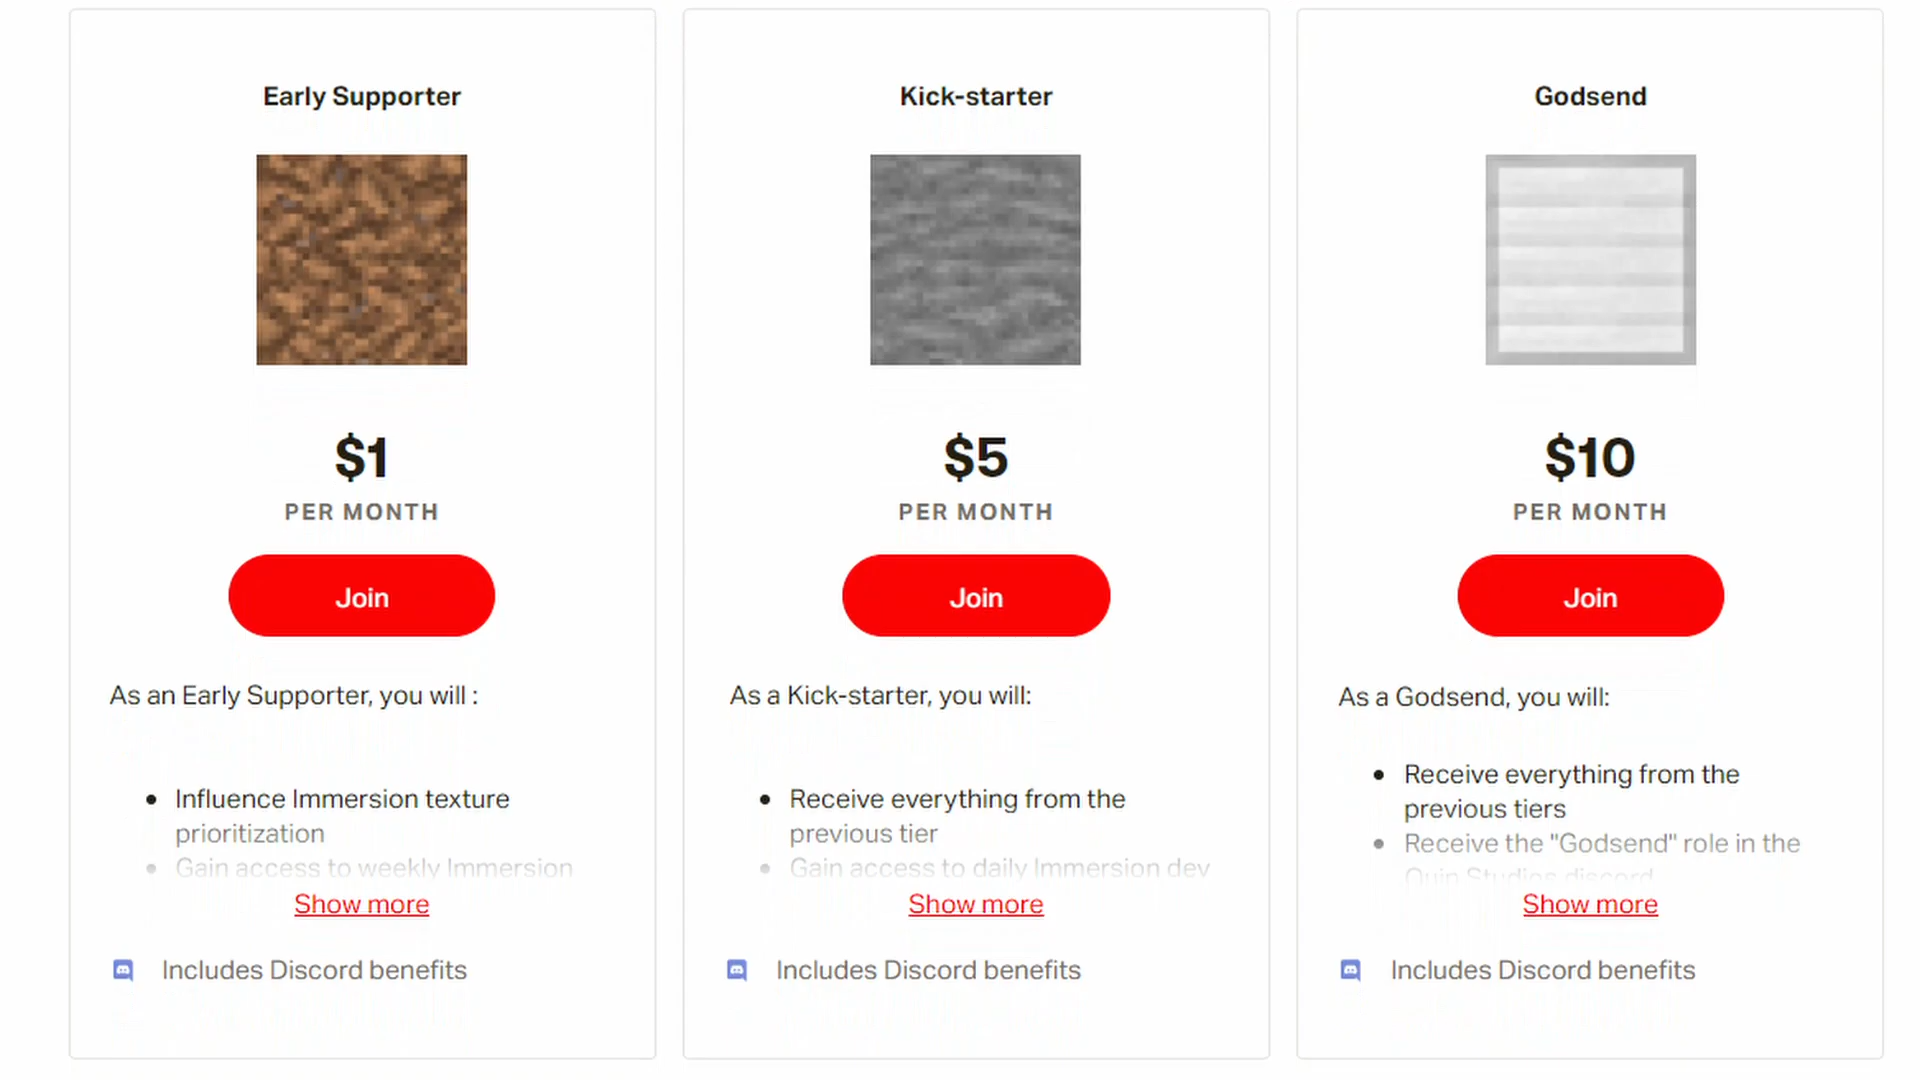 Early Supporter
$1
PER MONTH
Join
As an Early Supporter, you will :
• Influence Immersion texture
prioritization
• Gain access to weekly Immersion
Show more
Includes Discord benefits
Kick-starter
$5
PER MONTH
Join
As a Kick-starter, you will:
• Receive everything from the
previous tier
• Gain access to daily Immersion dev
Show more
Includes Discord benefits
Godsend
$10
PER MONTH
Join
As a Godsend, you will:
• Receive everything from the
previous tiers
• Receive the "Godsend" role in the
Quin Studios discord
Show more
Includes Discord benefits